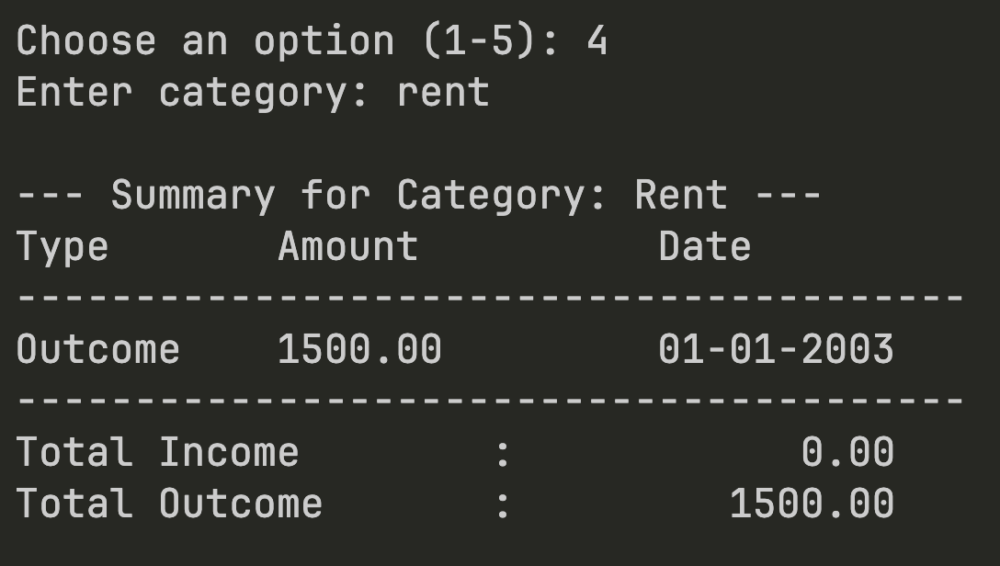 Choose an option (1-5): 4
Enter category: rent

--- Summary for Category: Rent ---
Type       Amount          Date
----------------------------------------
Outcome    1500.00         01-01-2003
----------------------------------------
Total Income        :            0.00
Total Outcome       :         1500.00